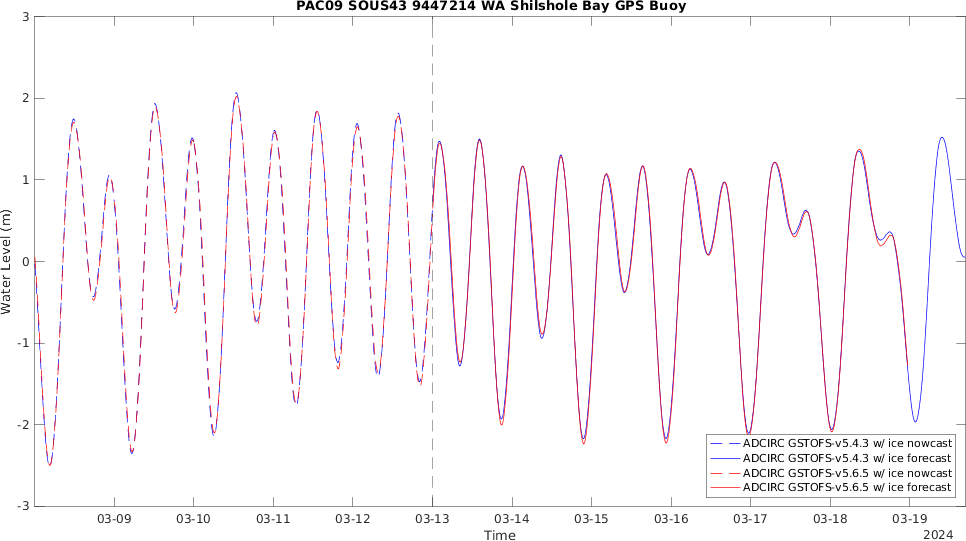 PAC09 SOUS43 9447214 WA Shilshole Bay GPS Buoy
3
2
1
0
-1
-2
-3
Water Level (m)
03-09 03-10 03-11 03-12 03-13 03-14 03-15 03-16 03-17 03-18 03-19
Time
2024
ADCIRC GSTOFS-v5.4.3 w/ ice nowcast
ADCIRC GSTOFS-v5.4.3 w/ ice forecast
ADCIRC GSTOFS-v5.6.5 w/ ice nowcast
ADCIRC GSTOFS-v5.6.5 w/ ice forecast